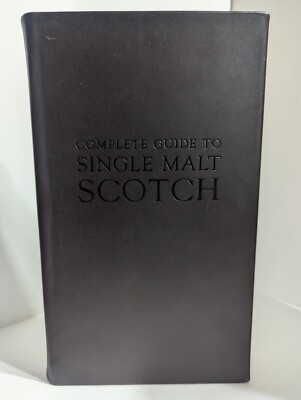 COMPLETE GUIDE TO
SINGLE MALT
SCOTCH